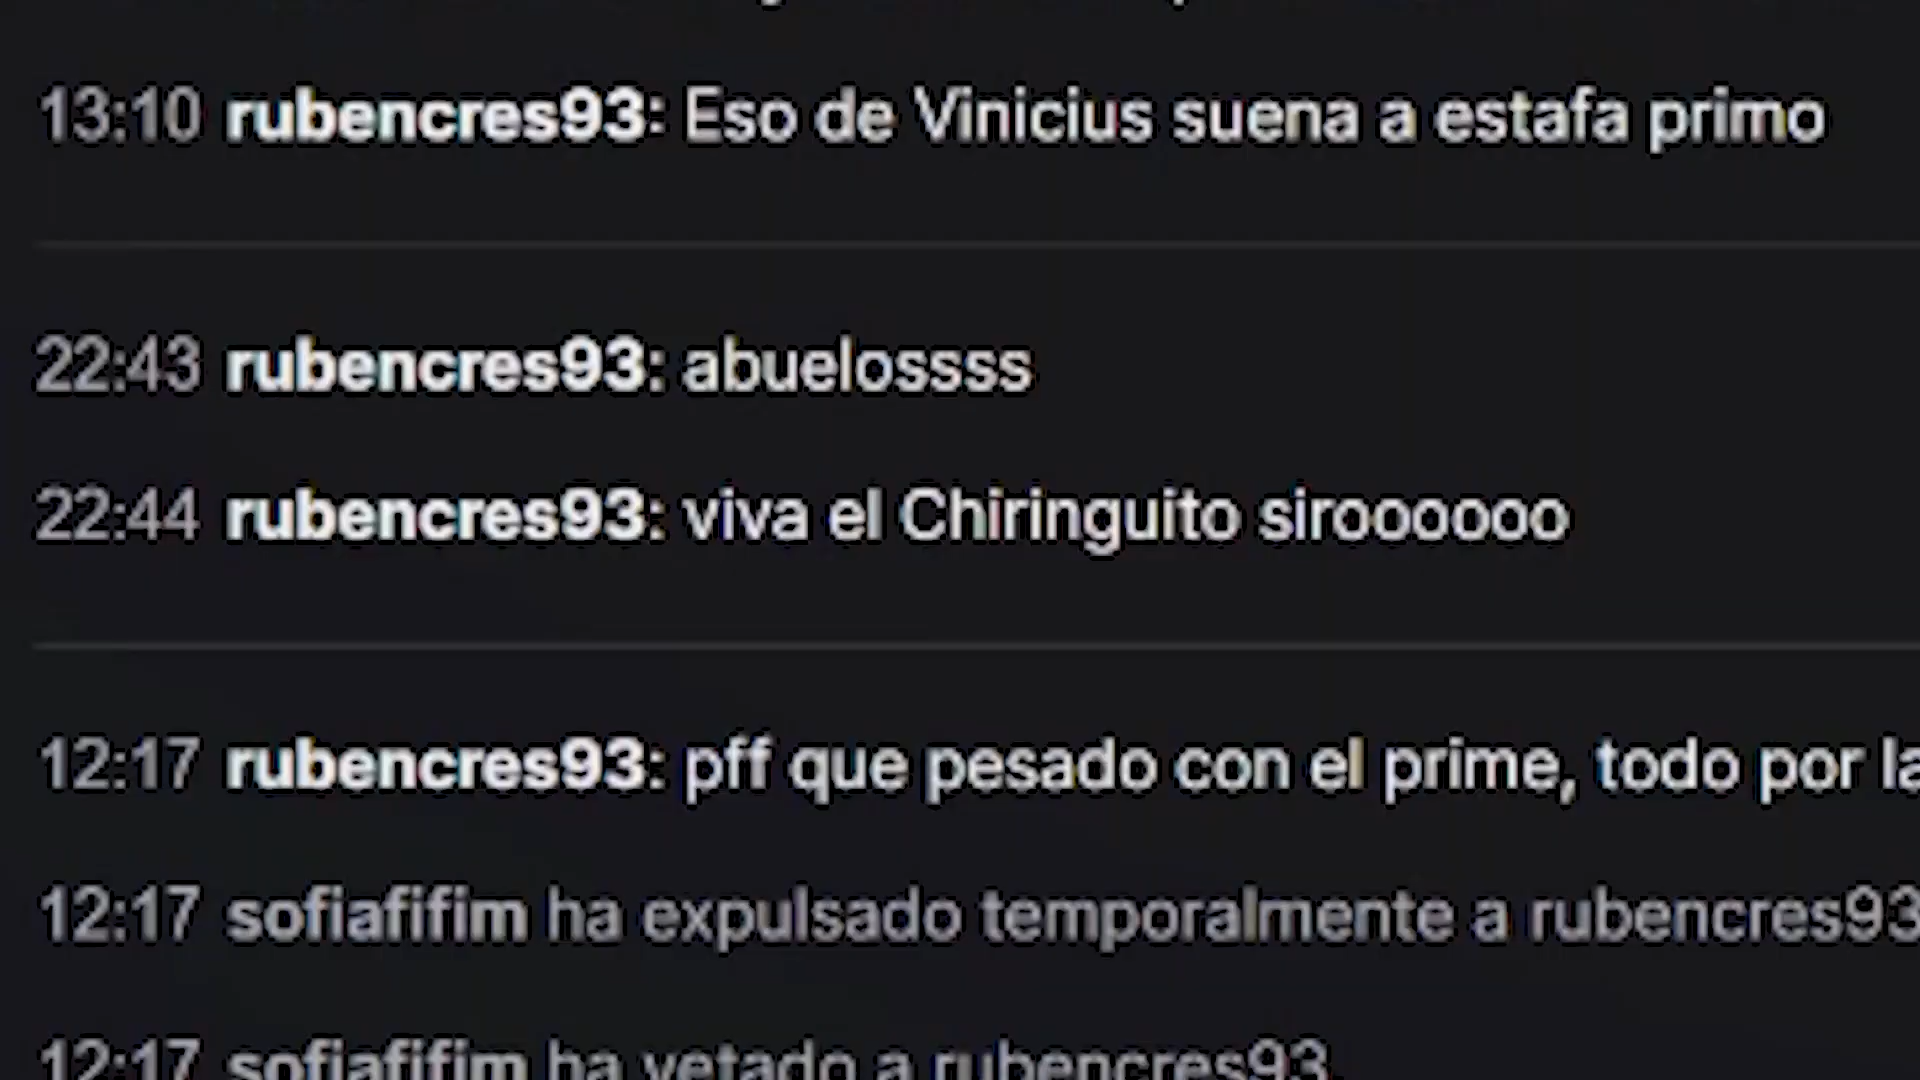 13:10 rubencres93: Eso de Vinicius suena a estafa primo
22:43 rubencres93: abuelossss
22:44 rubencres93: viva el Chiringuito siroooooo
12:17 rubencres93: pff que pesado con el prime, todo por la
12:17 sofiafifim ha expulsado temporalmente a rubencres93
12:17 sofiafifim ha vetado a rubencres93.